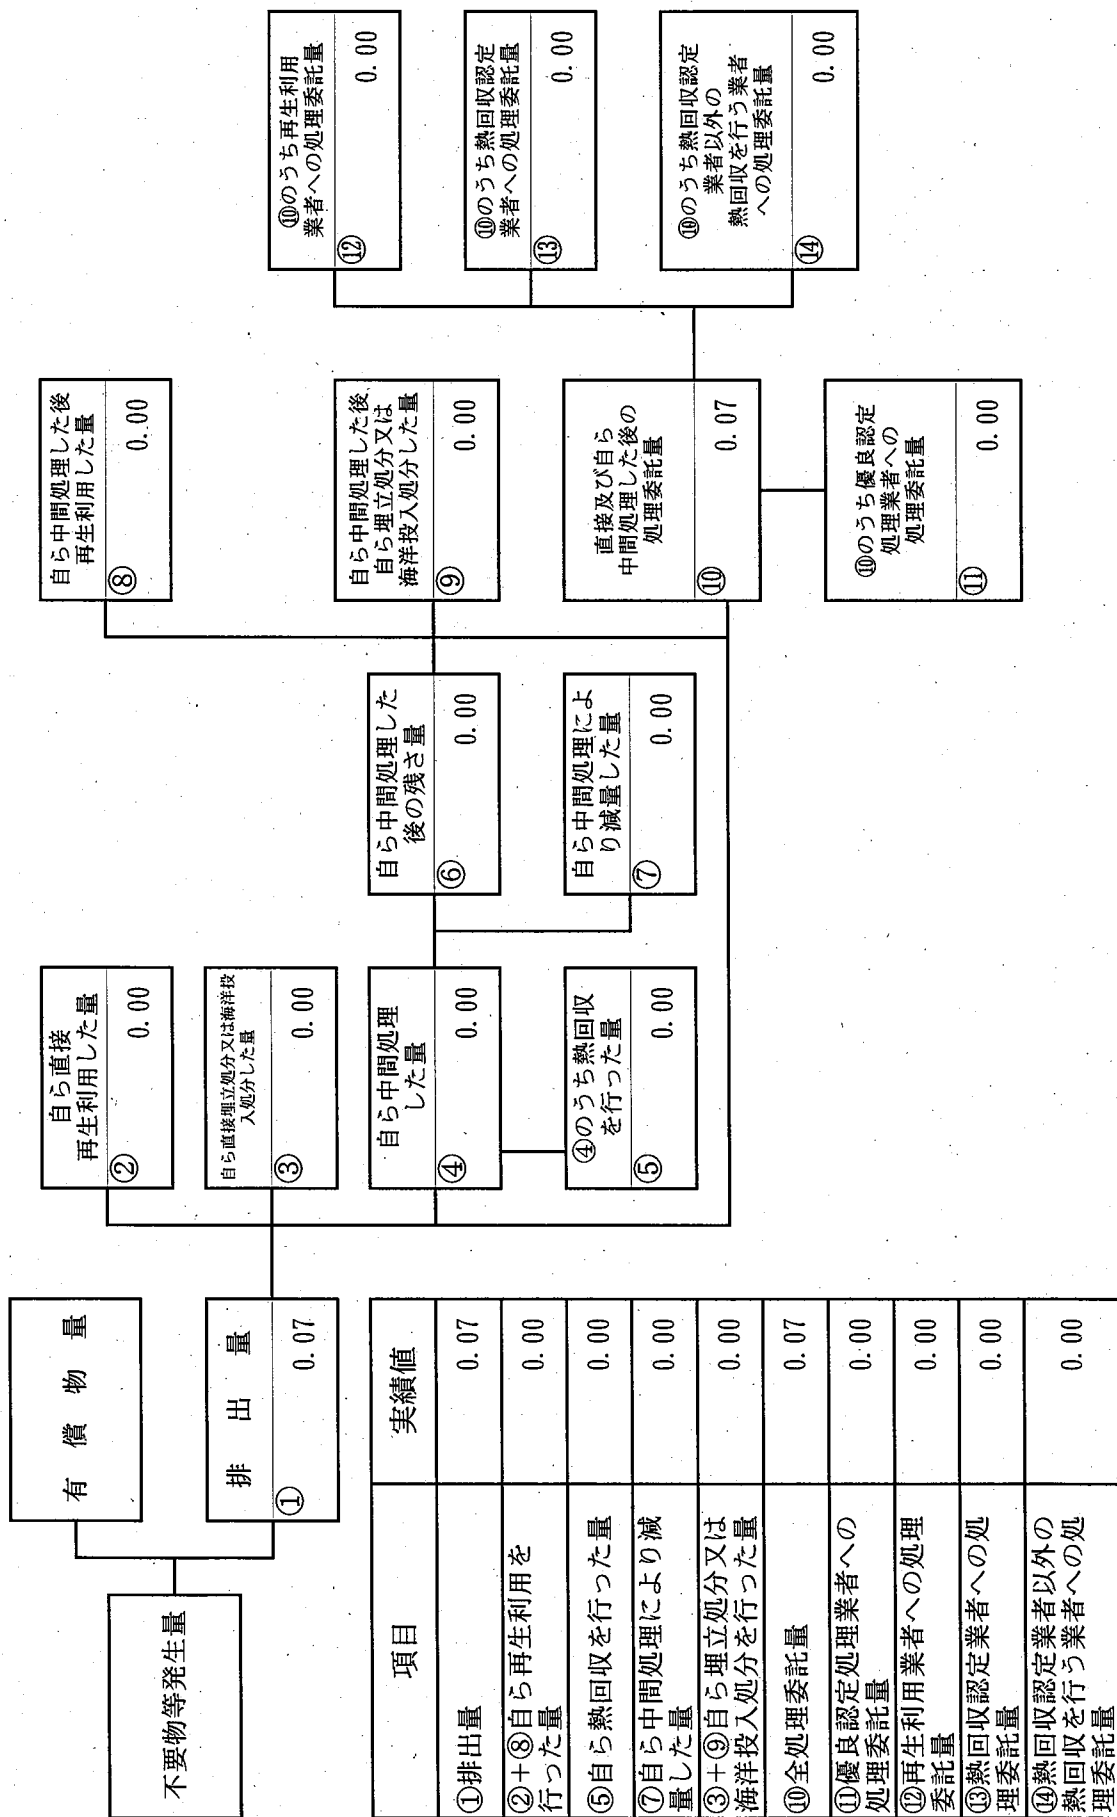 不要物等発生量
有償物量
排出量
①
0.07
自ら直接
再生利用した量
②
0.00
自ら直接埋立処分又は海洋投
入処分した量
③
0.00
自ら中間処理
した量
④
0.00
④のうち熱回収
を行った量
⑤
0.00
自ら中間処理した
後の残さ量
⑥
0.00
自ら中間処理によ
り減量した量
⑦
0.00
自ら中間処理した後
再生利用した量
⑧
0.00
自ら中間処理した後、
自ら埋立処分又は
海洋投入処分した量
⑨
0.00
直接及び自ら
中間処理した後の
処理委託量
⑩
0.07
⑩のうち優良認定
処理業者への
処理委託量
⑪
0.00
⑩のうち再生利用
業者への処理委託量
⑫
0.00
⑩のうち熱回収認定
業者への処理委託量
⑬
0.00
⑩のうち熱回収認定
業者以外の
熱回収を行う業者
への処理委託量
⑭
0.00
項目 実績値
①排出量 0.07
②+⑧自ら再生利用を
行った量 0.00
⑤自ら熱回収を行った量 0.00
⑦自ら中間処理により減
量した量 0.00
③+⑨自ら埋立処分又は
海洋投入処分を行った量 0.00
⑩全処理委託量 0.07
⑪優良認定処理業者への
処理委託量 0.00
⑫再生利用業者への処理
委託量 0.00
⑬熱回収認定業者への処
理委託量 0.00
⑭熱回収認定業者以外の
熱回収を行う業者への処
理委託量 0.00